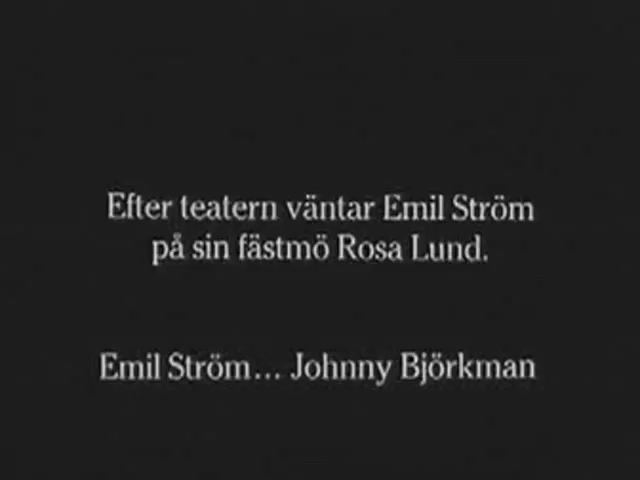 Efter teatern väntar Emil Ström
på sin fästmö Rosa Lund.
Emil Ström... Johnny Björkman